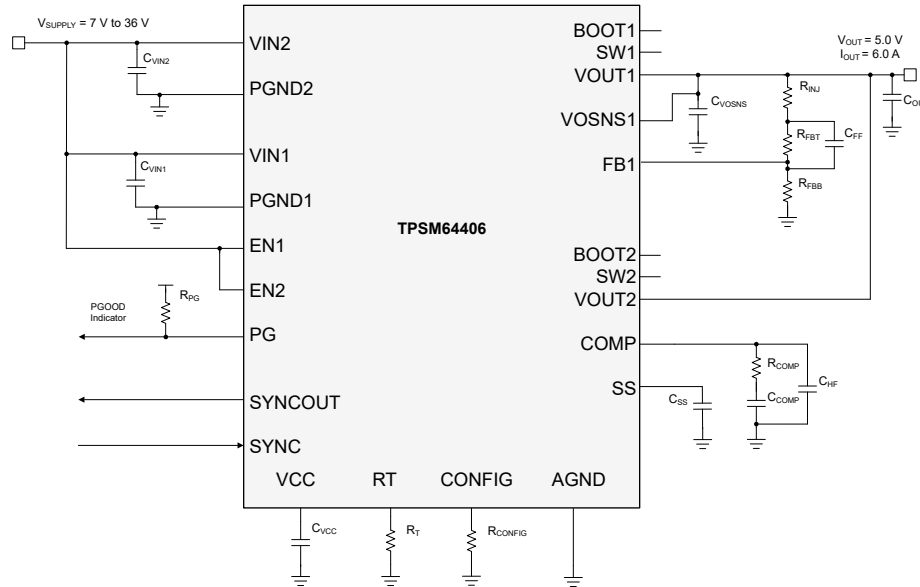 VSUPPLY = 7 V to 36 V
VIN2
CVIN2
PGND2
VIN1
CVIN1
PGND1
EN1
EN2
PGOOD
Indicator
RPG
PG
SYNCOUT
SYNC
TPSM64406
VCC
RT
CONFIG
AGND
CVCC
RT
RCONFIG
BOOT1
SW1
VOUT1
VOSNS1
FB1
BOOT2
SW2
VOUT2
COMP
SS
VOUT = 5.0 V
IOUT = 6.0 A
CVOSNS
RINJ
RFBT
CFF
RFBB
RCOMP
CCOMP
CHF
CSS